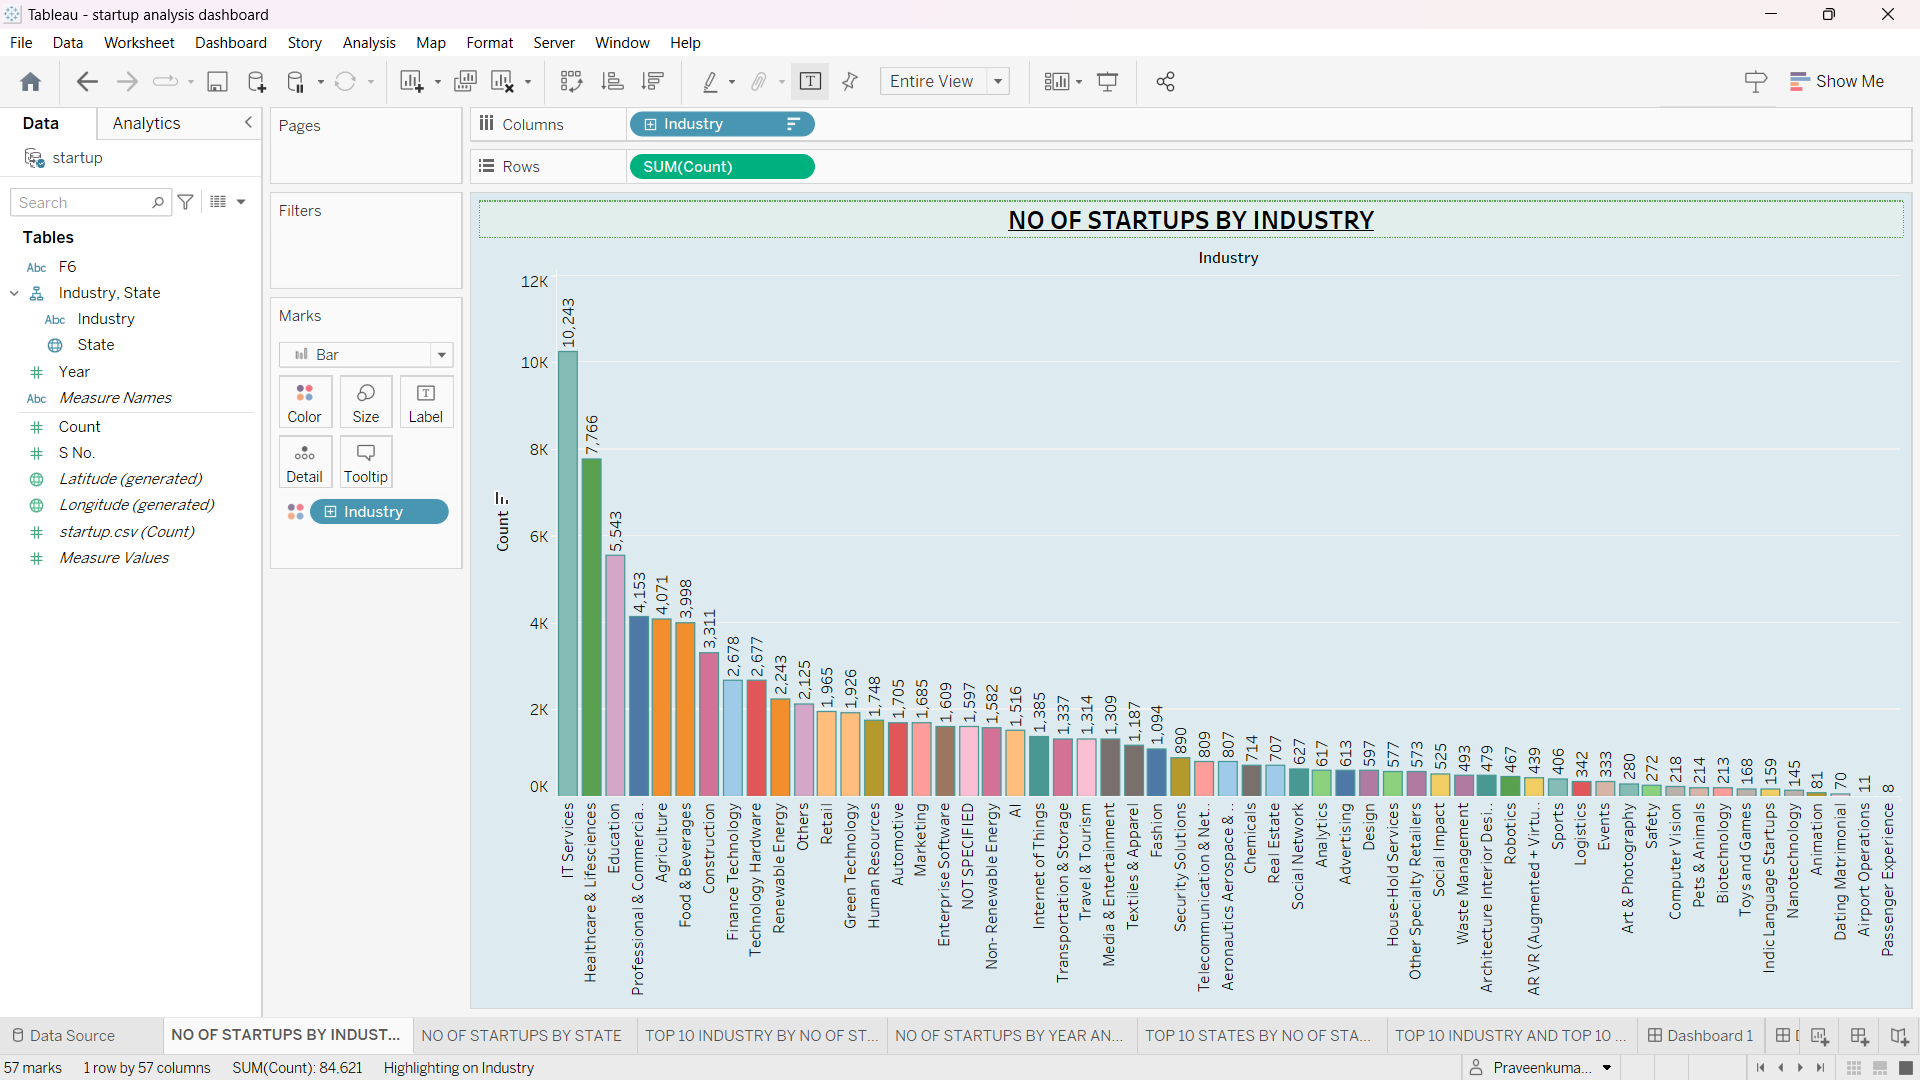 Tableau - startup analysis dashboard
File Data Worksheet Dashboard Story Analysis Map Format Server Window Help
Entire View
Show Me
Data Analytics
startup
Search
Tables
Abc F6
Industry, State
Abc Industry
State
# Year
Abc Measure Names
# Count
# S No.
Latitude (generated)
Longitude (generated)
# startup.csv (Count)
# Measure Values
Pages
Filters
Marks
Bar
Color Size Label
Detail Tooltip
Industry
Columns Industry
Rows SUM(Count)
NO OF STARTUPS BY INDUSTRY
Industry
Count
12K
10K
8K
6K
4K
2K
0K
10,243
7,766
5,543
4,153
4,071
3,998
3,311
2,678
2,677
2,243
2,125
1,965
1,926
1,748
1,705
1,685
1,609
1,597
1,582
1,516
1,385
1,337
1,314
1,309
1,187
1,094
890
809
807
714
707
627
617
613
597
577
573
525
493
479
467
439
406
342
333
280
272
218
214
213
168
159
145
81
70
11
8
IT Services
Healthcare & Lifesciences
Education
Professional & Commercia..
Agriculture
Food & Beverages
Construction
Finance Technology
Technology Hardware
Renewable Energy
Others
Retail
Green Technology
Human Resources
Automotive
Marketing
Enterprise Software
NOT SPECIFIED
Non- Renewable Energy
AI
Internet of Things
Transportation & Storage
Travel & Tourism
Media & Entertainment
Textiles & Apparel
Fashion
Security Solutions
Telecommunication & Net..
Aeronautics Aerospace & ..
Chemicals
Real Estate
Social Network
Analytics
Advertising
Design
House-Hold Services
Other Specialty Retailers
Social Impact
Waste Management
Architecture Interior Desi..
Robotics
AR VR (Augmented + Virtu..
Sports
Logistics
Events
Art & Photography
Safety
Computer Vision
Pets & Animals
Biotechnology
Toys and Games
Indic Language Startups
Nanotechnology
Animation
Dating Matrimonial
Airport Operations
Passenger Experience
Data Source NO OF STARTUPS BY INDUST... NO OF STARTUPS BY STATE TOP 10 INDUSTRY BY NO OF ST... NO OF STARTUPS BY YEAR AN... TOP 10 STATES BY NO OF STA... TOP 10 INDUSTRY AND TOP 10 ... Dashboard 1
57 marks 1 row by 57 columns SUM(Count): 84,621 Highlighting on Industry Praveenkuma...